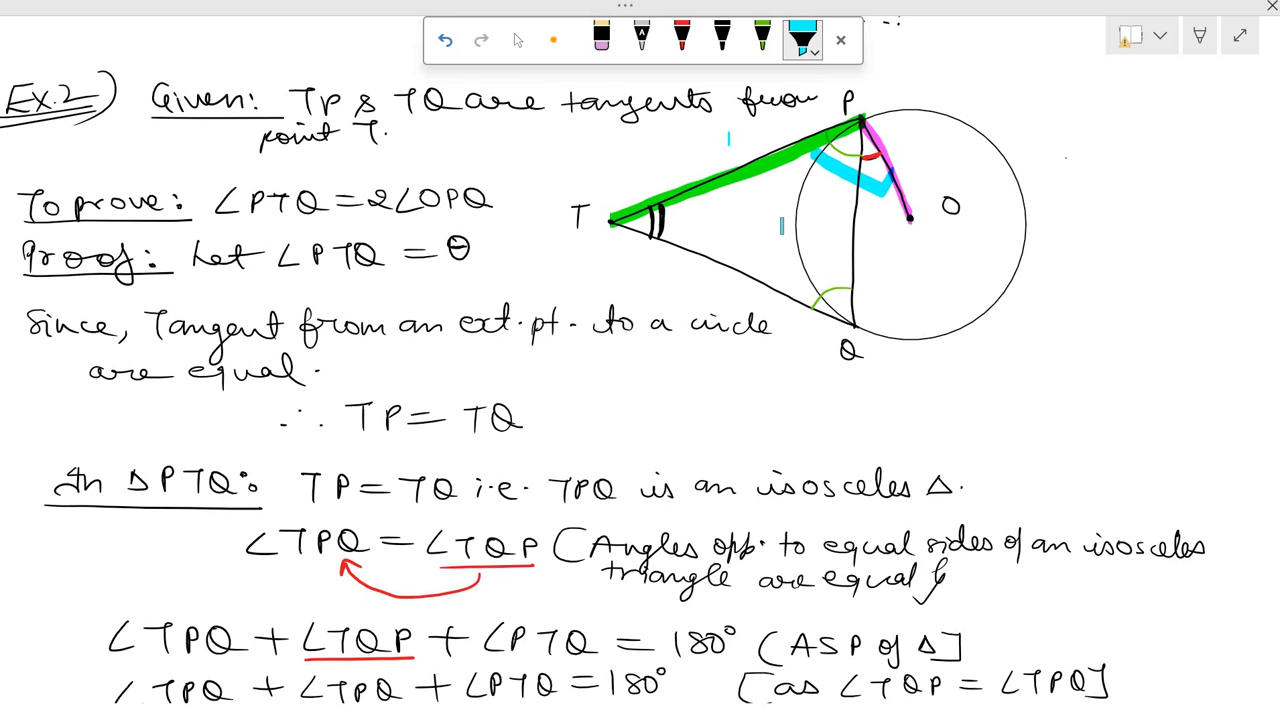 Ex.2) Given: TP & TQ are tangents from
point T.
To prove: ∠PTQ = 2∠OPQ
Proof: Let ∠PTQ = θ
Since, Tangent from an ext. pt. to a circle
are equal.
∴ TP = TQ
In △PTQ: TP = TQ i.e. TPQ is an isosceles △.
∠TPQ = ∠TQP (Angles opp. to equal sides of an isosceles
triangle are equal}
∠TPQ + ∠TQP + ∠PTQ = 180° (ASP of △]
∠TPQ + ∠TPQ + ∠PTQ = 180° [as ∠TQP = ∠TPQ]
P
T
O
Q